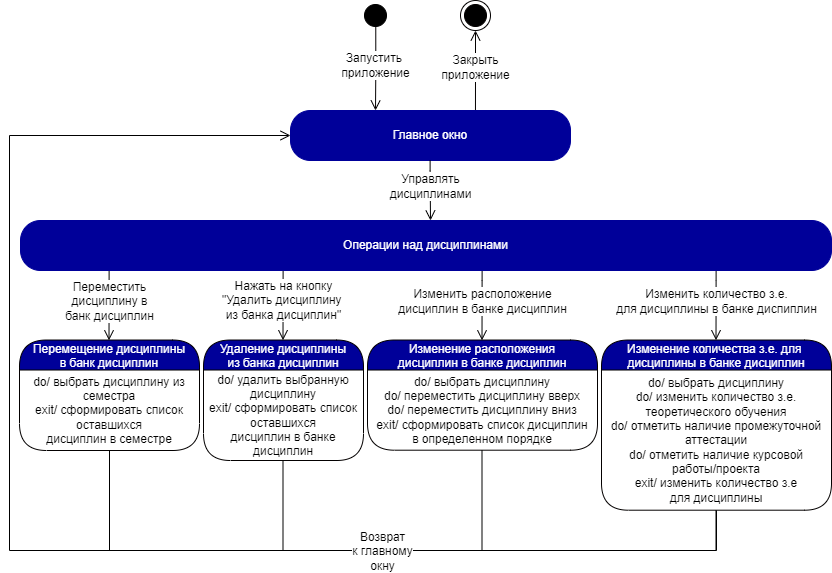 Запустить
приложение
Закрыть
приложение
Главное окно
Управлять
дисциплинами
Операции над дисциплинами
Переместить
дисциплину в
банк дисциплин
Нажать на кнопку
"Удалить дисциплину
из банка дисциплин"
Изменить расположение
дисциплин в банке дисциплин
Изменить количество з.е.
для дисциплины в банке диспиплин
Перемещение дисциплины
в банк дисциплин
do/ выбрать дисциплину из
семестра
exit/ сформировать список
оставшихся
дисциплин в семестре
Удаление дисциплины
из банка дисциплин
do/ удалить выбранную
дисциплину
exit/ сформировать список
оставшихся
дисциплин в банке
дисциплин
Изменение расположения
дисциплин в банке дисциплин
do/ выбрать дисциплину
do/ переместить дисциплину вверх
do/ переместить дисциплину вниз
exit/ сформировать список дисциплин
в определенном порядке
Изменение количества з.е. для
дисциплины в банке дисциплин
do/ выбрать дисциплину
do/ изменить количество з.е.
теоретического обучения
do/ отметить наличие промежуточной
аттестации
do/ отметить наличие курсовой
работы/проекта
exit/ изменить количество з.е
для дисциплины
Возврат
к главному
окну